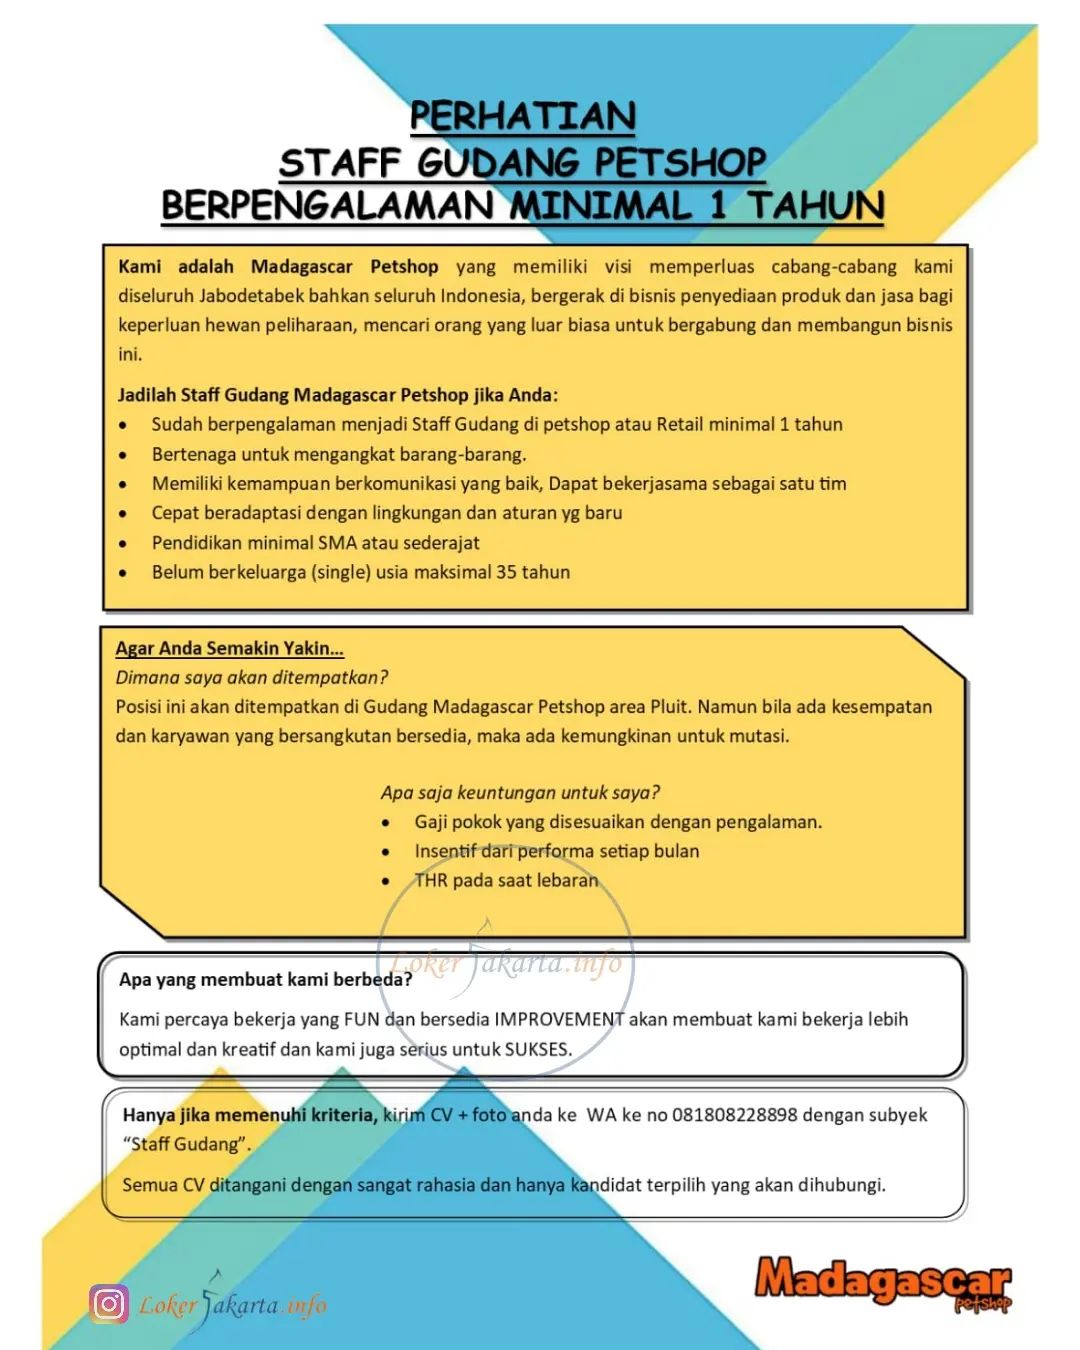 PERHATIAN
STAFF GUDANG PETSHOP
BERPENGALAMAN MINIMAL 1 TAHUN
Kami adalah Madagascar Petshop yang memiliki visi memperluas cabang-cabang kami
diseluruh Jabodetabek bahkan seluruh Indonesia, bergerak di bisnis penyediaan produk dan jasa bagi
keperluan hewan peliharaan, mencari orang yang luar biasa untuk bergabung dan membangun bisnis
ini.
Jadilah Staff Gudang Madagascar Petshop jika Anda:
• Sudah berpengalaman menjadi Staff Gudang di petshop atau Retail minimal 1 tahun
• Bertenaga untuk mengangkat barang-barang.
• Memiliki kemampuan berkomunikasi yang baik, Dapat bekerjasama sebagai satu tim
• Cepat beradaptasi dengan lingkungan dan aturan yg baru
• Pendidikan minimal SMA atau sederajat
• Belum berkeluarga (single) usia maksimal 35 tahun
Agar Anda Semakin Yakin...
Dimana saya akan ditempatkan?
Posisi ini akan ditempatkan di Gudang Madagascar Petshop area Pluit. Namun bila ada kesempatan
dan karyawan yang bersangkutan bersedia, maka ada kemungkinan untuk mutasi.
Apa saja keuntungan untuk saya?
• Gaji pokok yang disesuaikan dengan pengalaman.
• Insentif dari performa setiap bulan
• THR pada saat lebaran
Loker Jakarta.info
Apa yang membuat kami berbeda?
Kami percaya bekerja yang FUN dan bersedia IMPROVEMENT akan membuat kami bekerja lebih
optimal dan kreatif dan kami juga serius untuk SUKSES.
Hanya jika memenuhi kriteria, kirim CV + foto anda ke WA ke no 081808228898 dengan subyek
“Staff Gudang”.
Semua CV ditangani dengan sangat rahasia dan hanya kandidat terpilih yang akan dihubungi.
Loker Jakarta.info
Madagascar
petshop